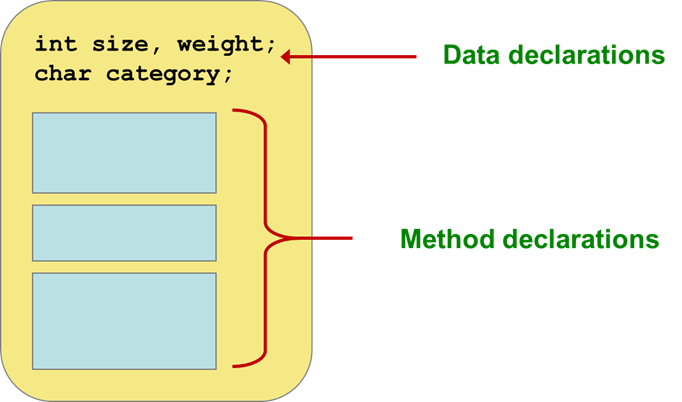 int size, weight;
char category;
Data declarations
Method declarations